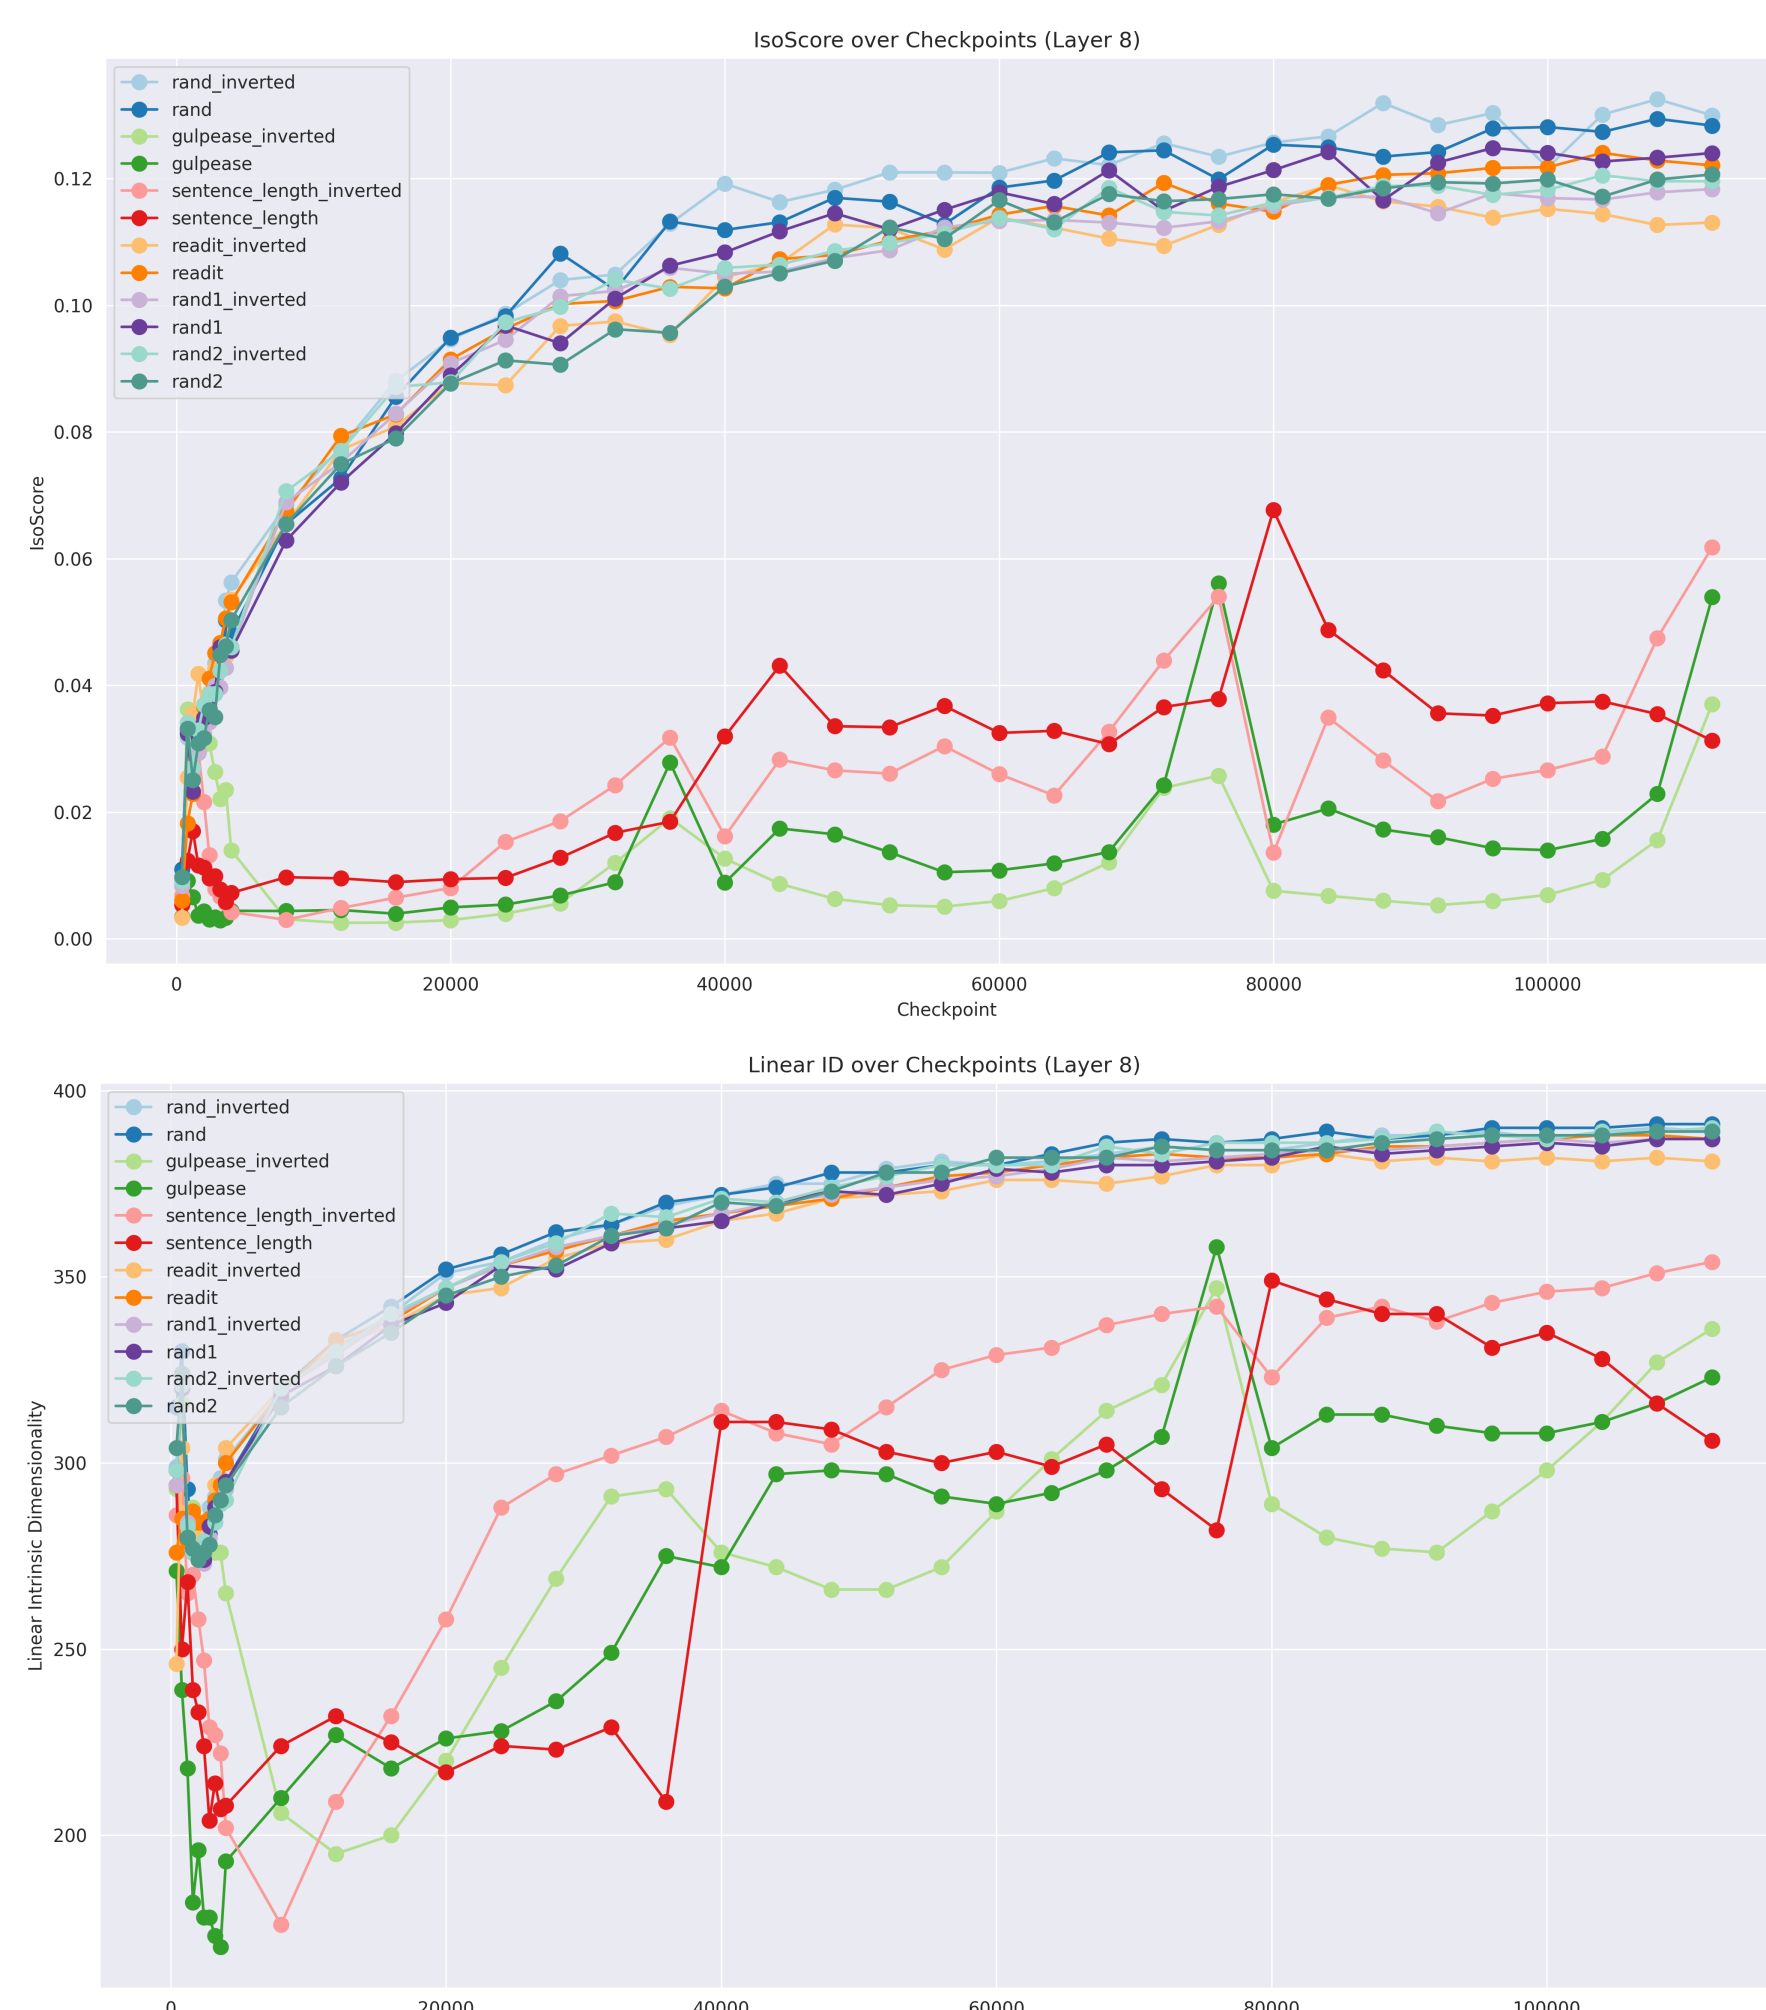 IsoScore over Checkpoints (Layer 8)
rand_inverted
rand
gulpease_inverted
gulpease
sentence_length_inverted
sentence_length
readit_inverted
readit
rand1_inverted
rand1
rand2_inverted
rand2
IsoScore
0.12
0.10
0.08
0.06
0.04
0.02
0.00
0 20000 40000 60000 80000 100000
Checkpoint
Linear ID over Checkpoints (Layer 8)
rand_inverted
rand
gulpease_inverted
gulpease
sentence_length_inverted
sentence_length
readit_inverted
readit
rand1_inverted
rand1
rand2_inverted
rand2
Linear Intrinsic Dimensionality
400
350
300
250
200
0 20000 40000 60000 80000 100000